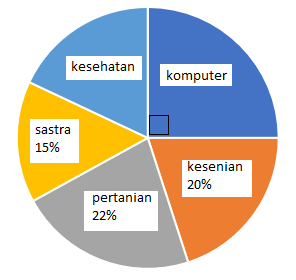 kesehatan
komputer
sastra
15%
kesenian
20%
pertanian
22%